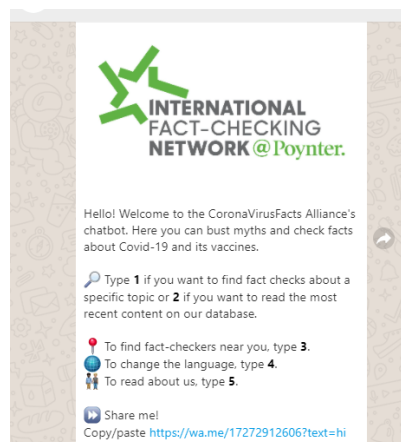 INTERNATIONAL
FACT-CHECKING
NETWORK @Poynter.
Hello! Welcome to the CoronaVirusFacts Alliance's
chatbot. Here you can bust myths and check facts
about Covid-19 and its vaccines.
🔎 Type 1 if you want to find fact checks about a
specific topic or 2 if you want to read the most
recent content on our database.
📍 To find fact-checkers near you, type 3.
🌐 To change the language, type 4.
👬 To read about us, type 5.
⏩ Share me!
Copy/paste https://wa.me/17272912606?text=hi